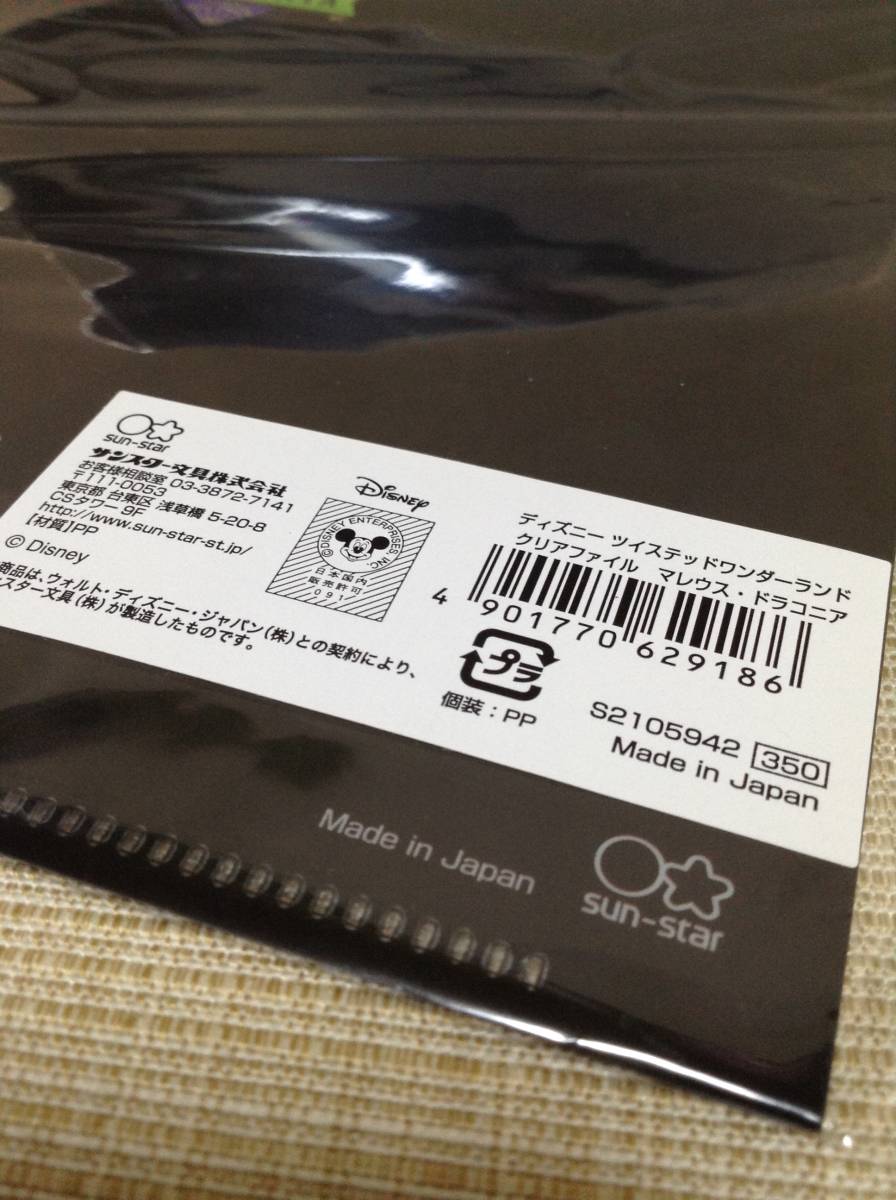 sun-star
サンスター文具株式会社
お客様相談室 03-3872-7141
〒111-0053
東京都 台東区 浅草橋 5-20-8
CSタワー 9F
http://www.sun-star-st.jp/
【材質】PP
© Disney
商品は、ウォルト・ディズニー・ジャパン(株)との契約により、
スター文具(株)が製造したものです。
Disney
©DISNEY ENTERPRISES INC.
日本国内
販売許可
091
ディズニー ツイステッドワンダーランド
クリアファイル マレウス・ドラコニア
4 901770 629186
プラ
個装:PP
S2105942 350
Made in Japan
Made in Japan
sun-star